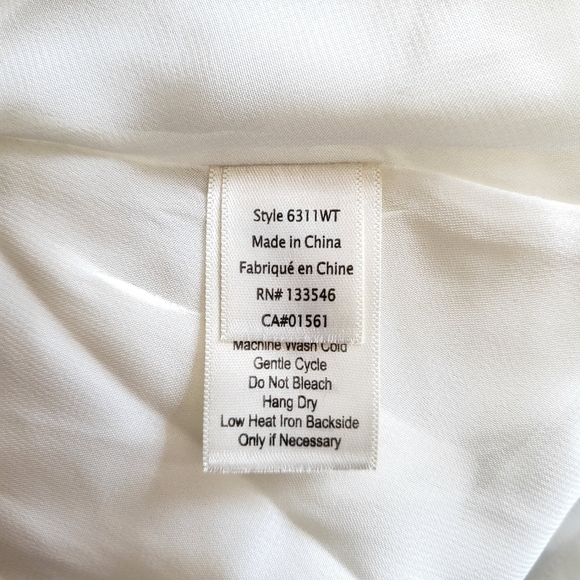 Style 6311WT
Made in China
Fabriqué en Chine
RN# 133546
CA#01561
Machine Wash Cold
Gentle Cycle
Do Not Bleach
Hang Dry
Low Heat Iron Backside
Only if Necessary